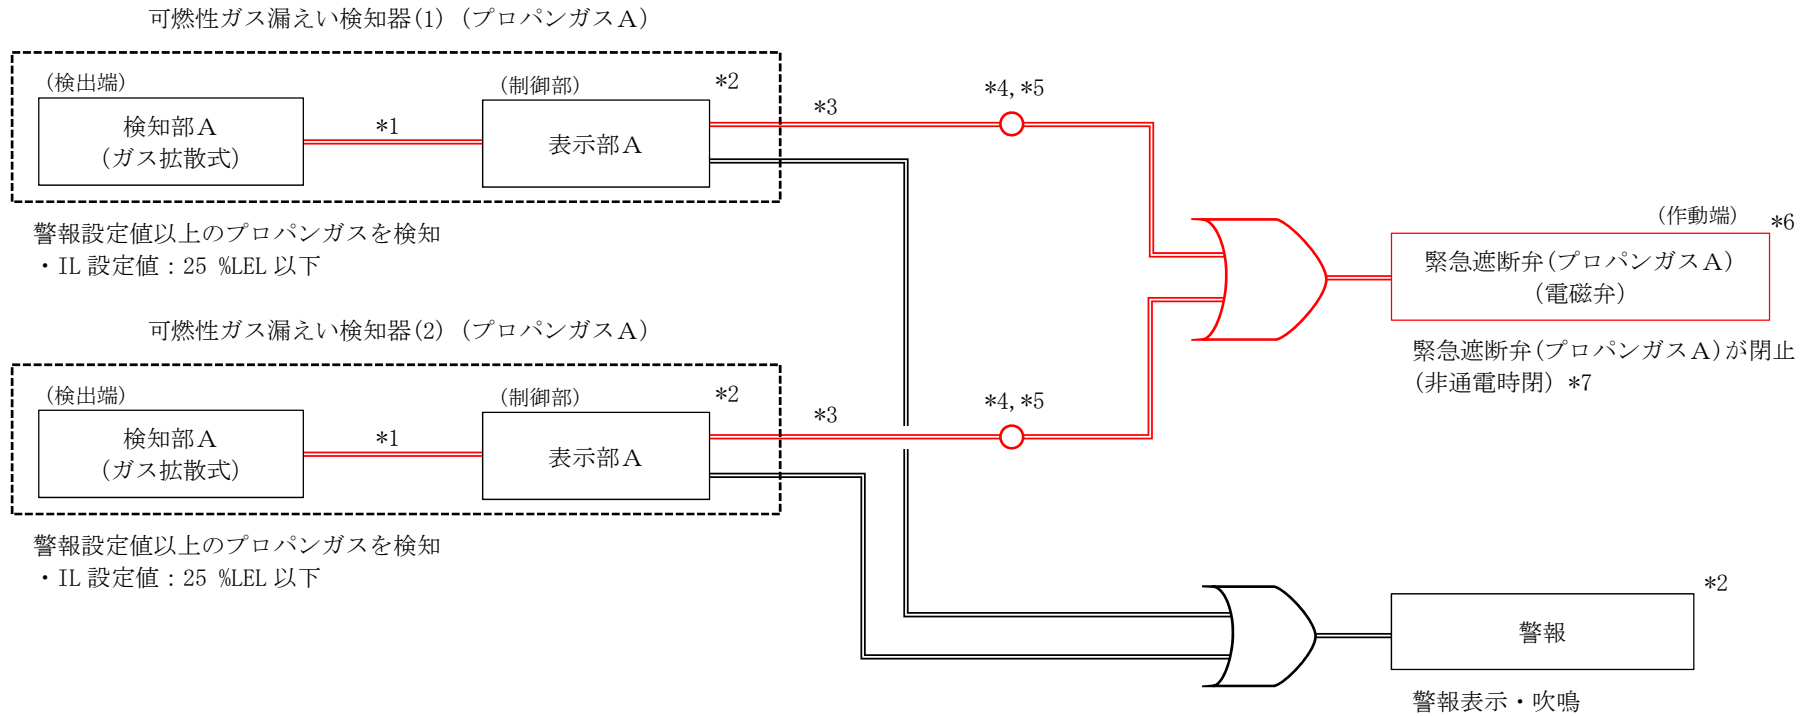 可燃性ガス漏えい検知器(1) (プロパンガスA)
(検出端)
(制御部)
*2
検知部A
(ガス拡散式)
*1
表示部A
*3
*4, *5
警報設定値以上のプロパンガスを検知
・IL 設定値：25 %LEL 以下
(作動端)
*6
緊急遮断弁(プロパンガスA)
(電磁弁)
緊急遮断弁(プロパンガスA)が閉止
(非通電時閉) *7
可燃性ガス漏えい検知器(2) (プロパンガスA)
(検出端)
(制御部)
*2
検知部A
(ガス拡散式)
*1
表示部A
*3
*4, *5
警報設定値以上のプロパンガスを検知
・IL 設定値：25 %LEL 以下
*2
警報
警報表示・吹鳴